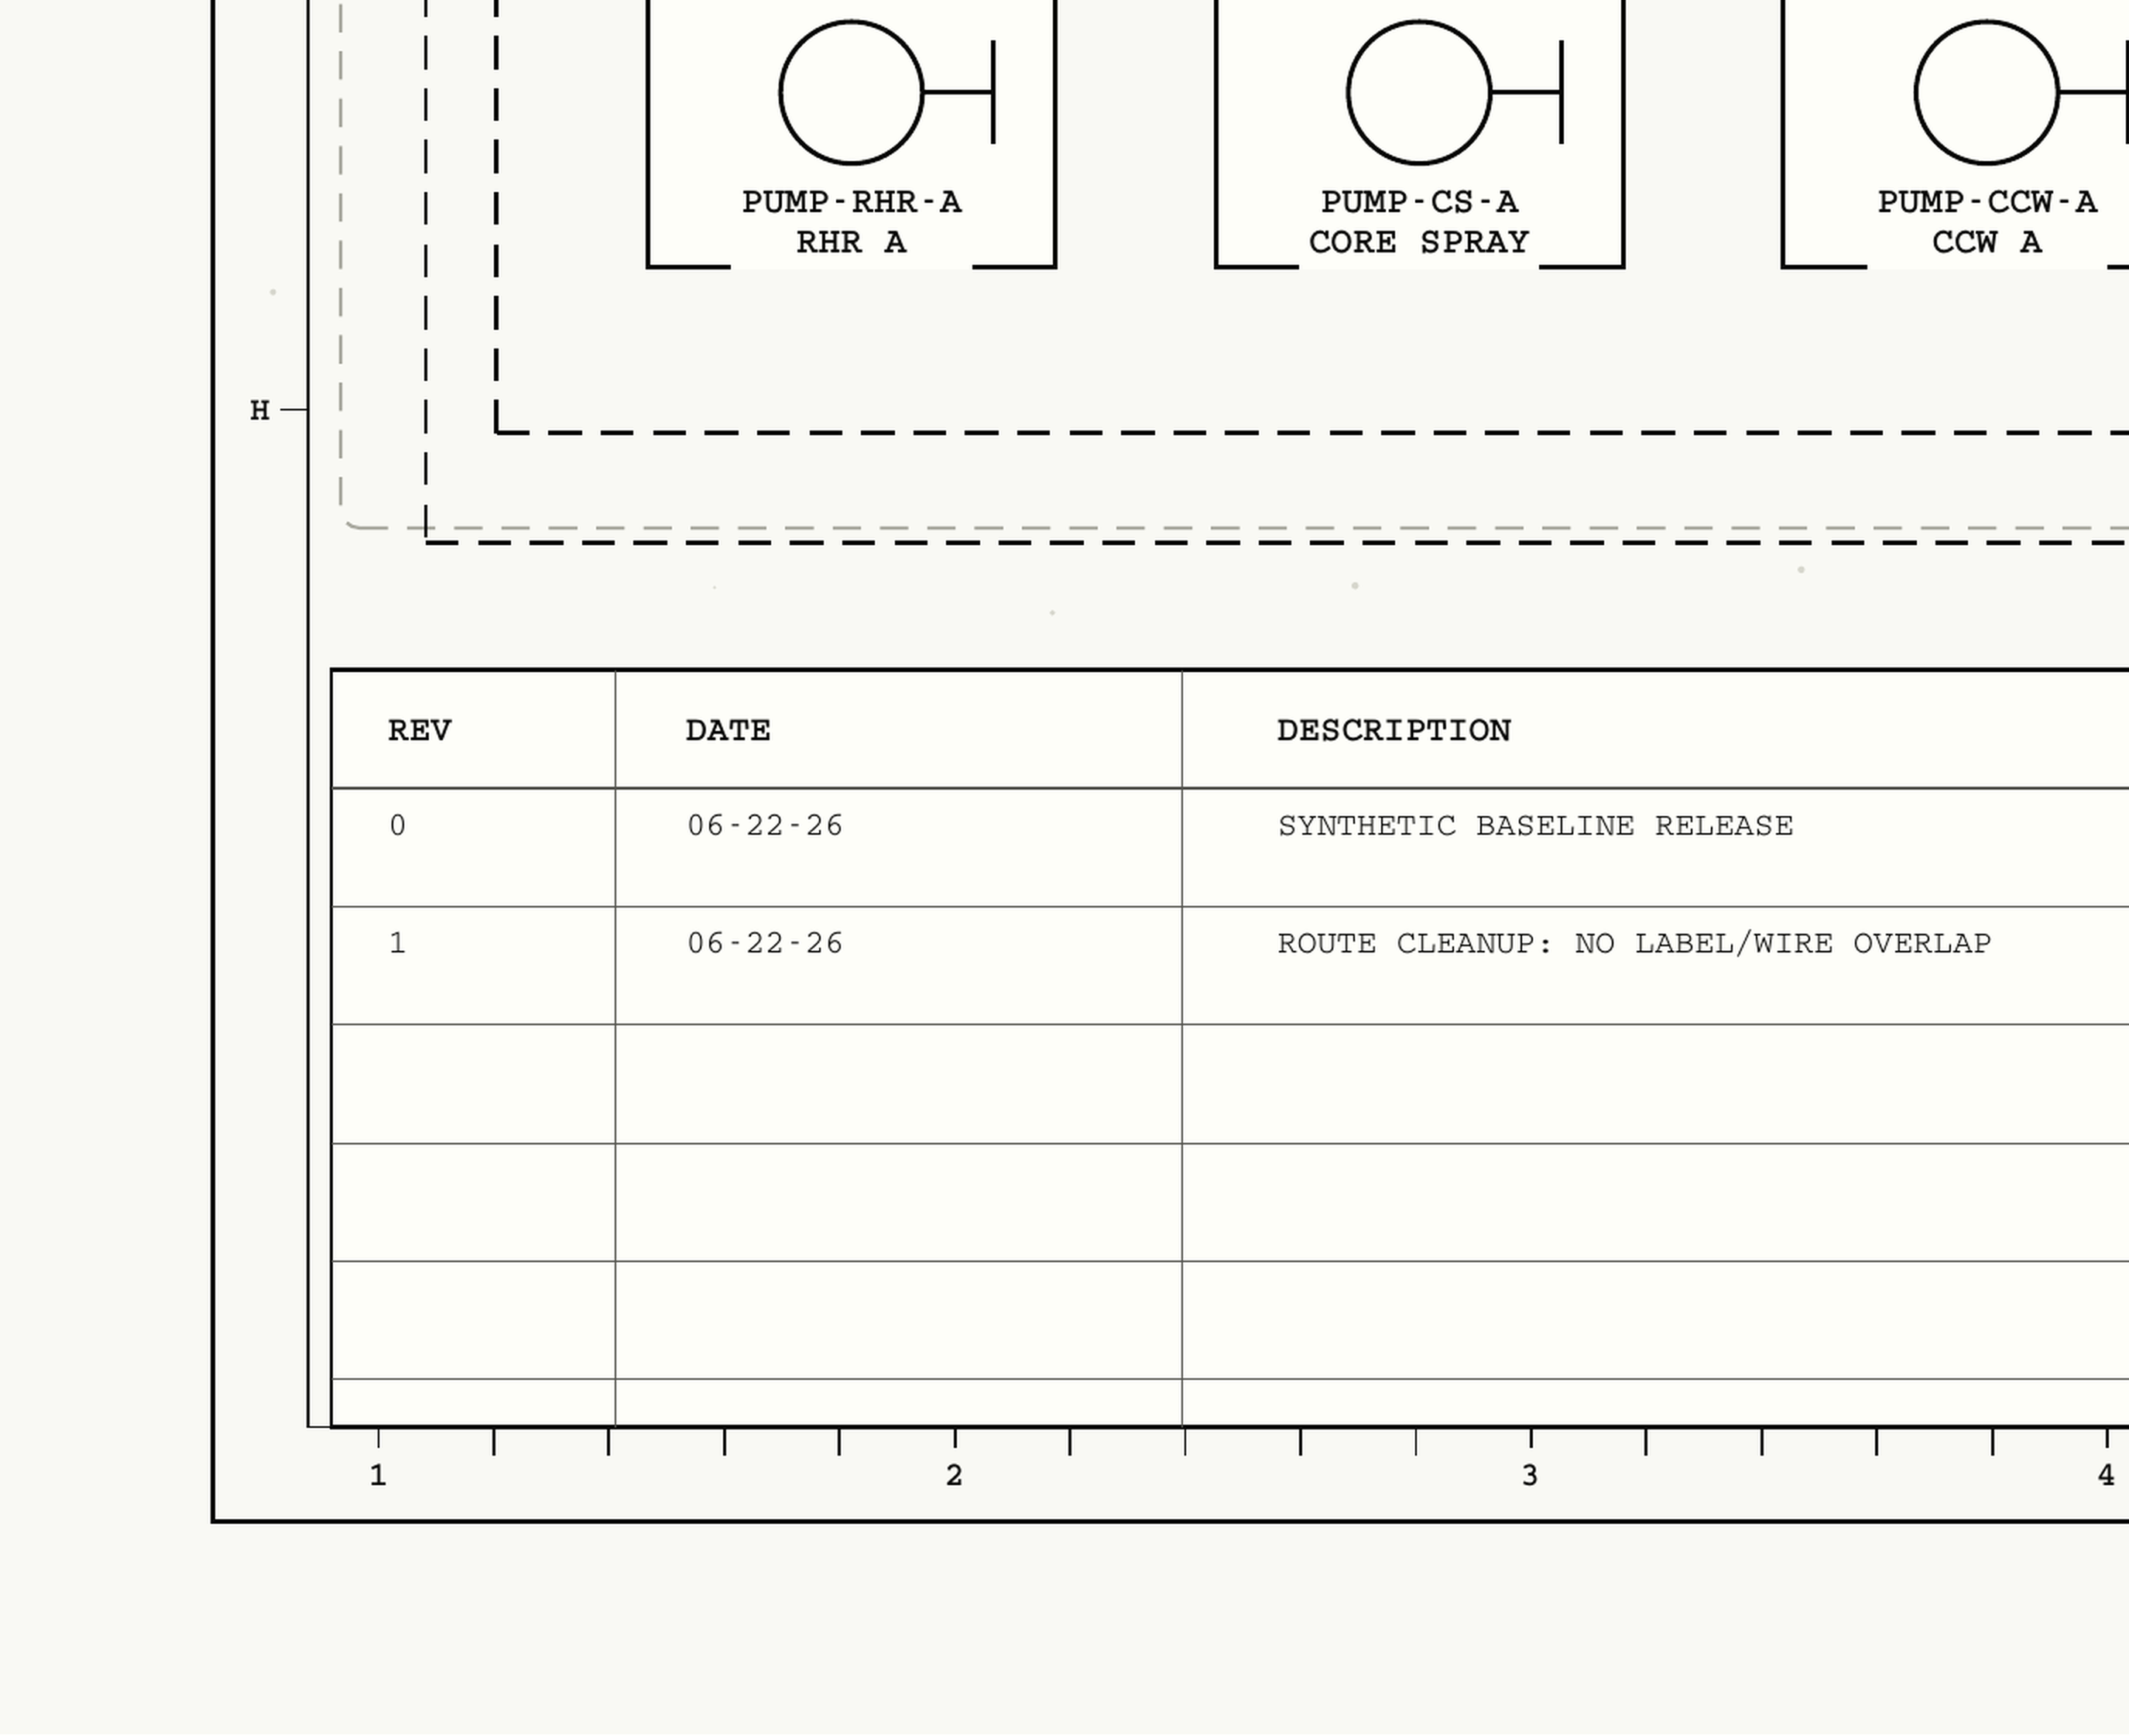 PUMP-RHR-A
RHR A
PUMP-CS-A
CORE SPRAY
PUMP-CCW-A
CCW A
H
REV DATE DESCRIPTION
0 06-22-26 SYNTHETIC BASELINE RELEASE
1 06-22-26 ROUTE CLEANUP: NO LABEL/WIRE OVERLAP
1 2 3 4